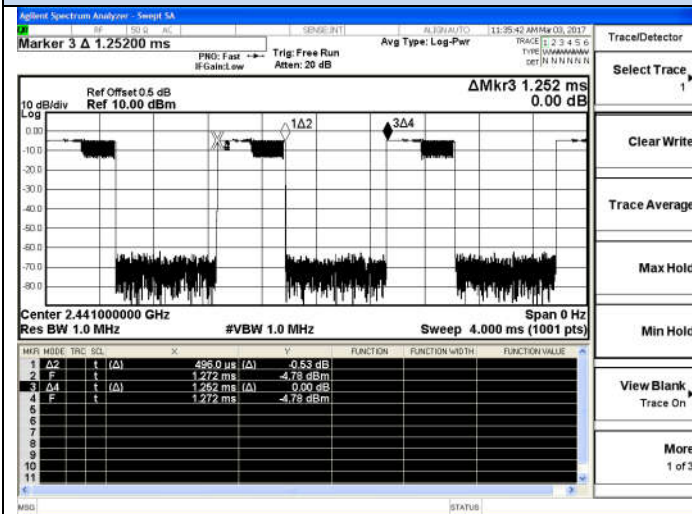 Agilent Spectrum Analyzer - Swept SA
RF 50 Ω AC SENSE:INT ALIGN AUTO 11:35:42 AM Mar 03, 2017
Marker 3 Δ 1.25200 ms
PNO: Fast
IFGain:Low
Trig: Free Run
Atten: 20 dB
Avg Type: Log-Pwr
TRACE 1 2 3 4 5 6
TYPE
DET N N N N N N
Ref Offset 0.5 dB
Ref 10.00 dBm
10 dB/div
Log
ΔMkr3 1.252 ms
0.00 dB
1Δ2
3Δ4
0.00
-10.0
-20.0
-30.0
-40.0
-50.0
-60.0
-70.0
-80.0
Center 2.441000000 GHz
Span 0 Hz
Res BW 1.0 MHz
#VBW 1.0 MHz
Sweep 4.000 ms (1001 pts)
MKR MODE TRC SCL X Y FUNCTION FUNCTION WIDTH FUNCTION VALUE
1 Δ2 t (Δ) 496.0 µs (Δ) -0.53 dB
2 F t 1.272 ms -4.78 dBm
3 Δ4 t (Δ) 1.252 ms (Δ) 0.00 dB
4 F t 1.272 ms -4.78 dBm
5
6
7
8
9
10
11
MSG
STATUS
Trace/Detector
Select Trace
1
Clear Write
Trace Average
Max Hold
Min Hold
View Blank
Trace On
More
1 of 3